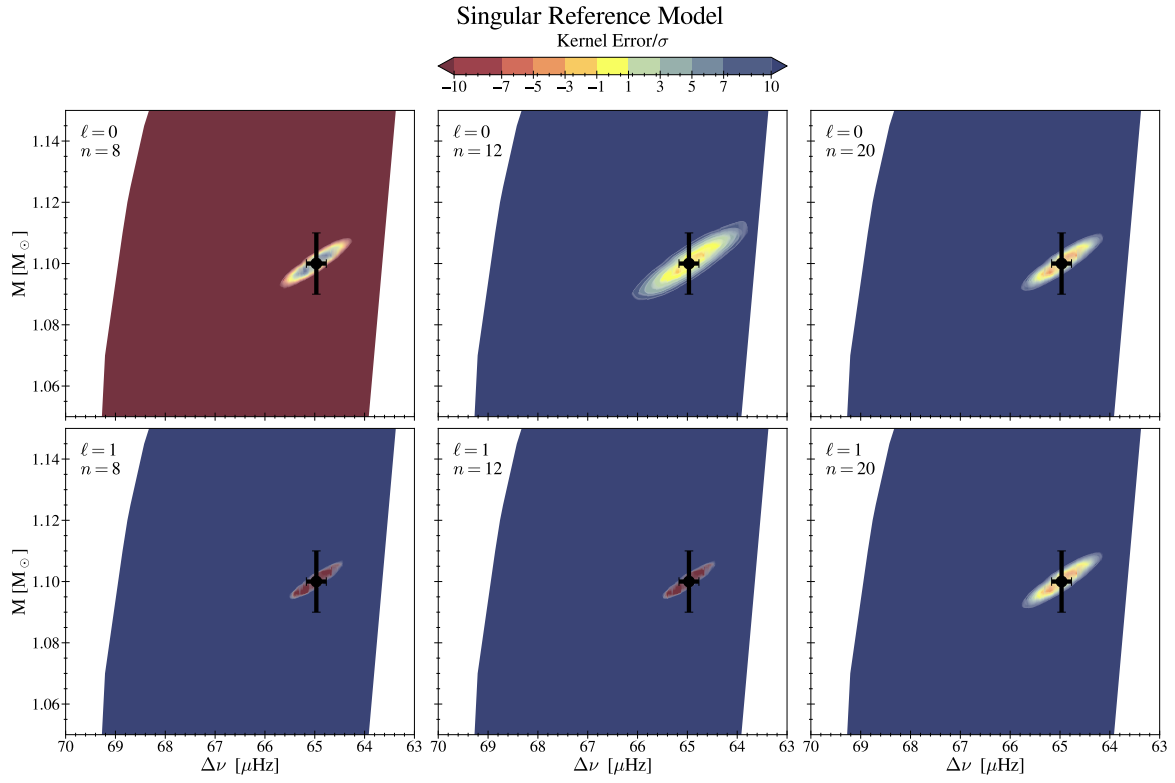 Singular Reference Model
Kernel Error/σ
−10 −7 −5 −3 −1 1 3 5 7 10
ℓ = 0
n = 8
ℓ = 0
n = 12
ℓ = 0
n = 20
M [M☉]
1.14
1.12
1.10
1.08
1.06
ℓ = 1
n = 8
ℓ = 1
n = 12
ℓ = 1
n = 20
M [M☉]
1.14
1.12
1.10
1.08
1.06
70 69 68 67 66 65 64 63
70 69 68 67 66 65 64 63
70 69 68 67 66 65 64 63
Δν [μHz]
Δν [μHz]
Δν [μHz]